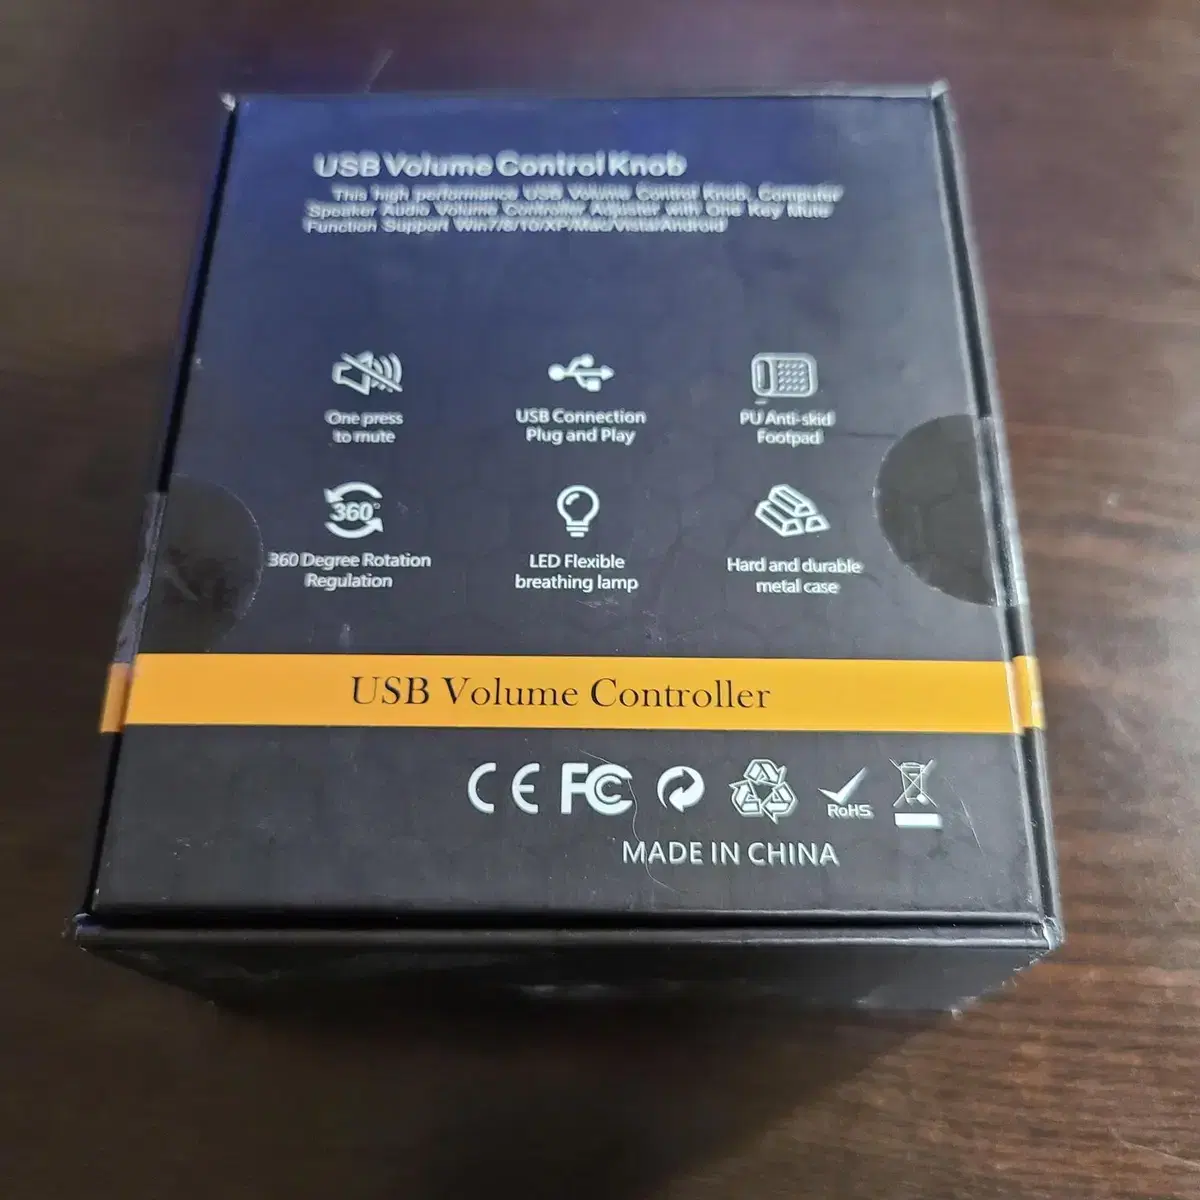 USB Volume Control Knob
This high performance USB Volume Control Knob, Computer
Speaker Audio Volume Controller Adjuster with One Key Mute
Function Support Win7/8/10/XP/Mac/Vista/Android
One press
to mute
USB Connection
Plug and Play
PU Anti-skid
Footpad
360°
360 Degree Rotation
Regulation
LED Flexible
breathing lamp
Hard and durable
metal case
USB Volume Controller
CE FC RoHS
MADE IN CHINA